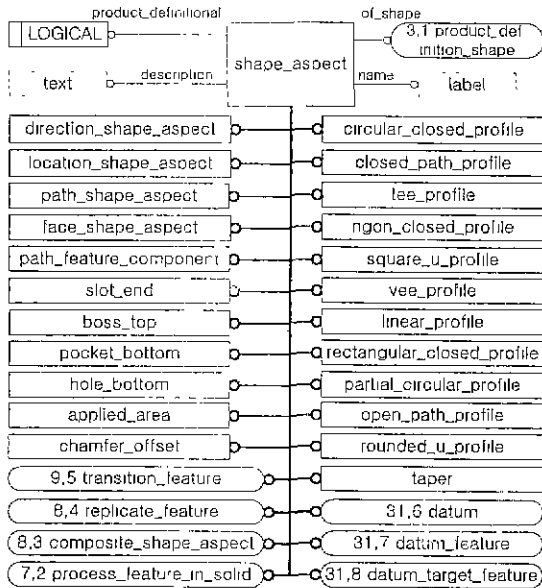 product_definitional
of_shape
LOGICAL
3,1 product_def
inition_shape
shape_aspect
text
description
name
label
direction_shape_aspect
circular_closed_profile
location_shape_aspect
closed_path_profile
path_shape_aspect
tee_profile
face_shape_aspect
ngon_closed_profile
path_feature_component
square_u_profile
slot_end
vee_profile
boss_top
linear_profile
pocket_bottom
rectangular_closed_profile
hole_bottom
partial_circular_profile
applied_area
open_path_profile
chamfer_offset
rounded_u_profile
9,5 transition_feature
taper
8,4 replicate_feature
31,6 datum
8,3 composite_shape_aspect
31,7 datum_feature
7,2 process_feature_in_solid
31,8 datum_target_feature